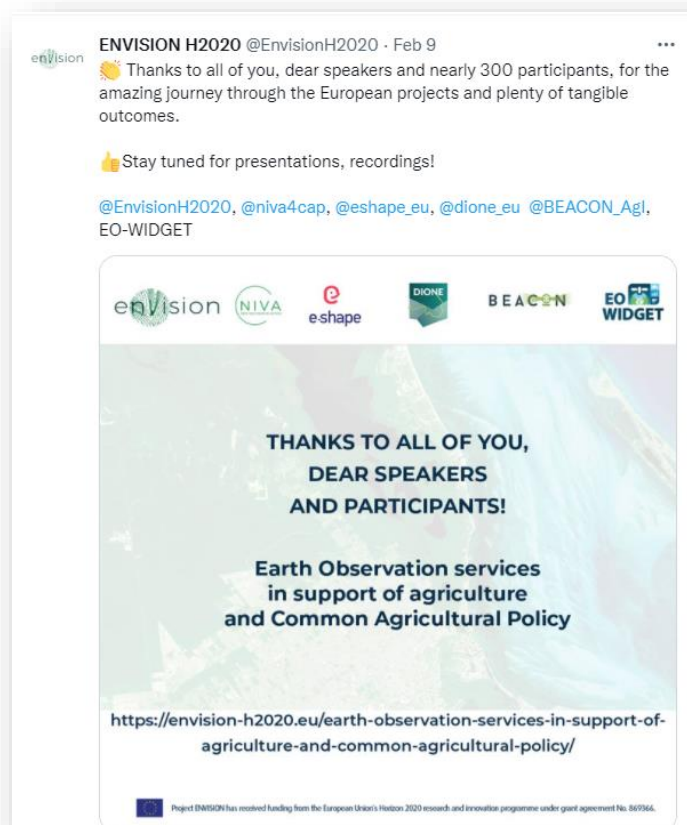 enVision
ENVISION H2020 @EnvisionH2020 · Feb 9
👏 Thanks to all of you, dear speakers and nearly 300 participants, for the
amazing journey through the European projects and plenty of tangible
outcomes.
👍Stay tuned for presentations, recordings!
@EnvisionH2020, @niva4cap, @eshape_eu, @dione_eu @BEACON_AgI,
EO-WIDGET
enVision NIVA e-shape DIONE BEACON EO WIDGET
THANKS TO ALL OF YOU,
DEAR SPEAKERS
AND PARTICIPANTS!
Earth Observation services
in support of agriculture
and Common Agricultural Policy
https://envision-h2020.eu/earth-observation-services-in-support-of-
agriculture-and-common-agricultural-policy/
Project ENVISION has received funding from the European Union's Horizon 2020 research and innovation programme under grant agreement No. 869366.